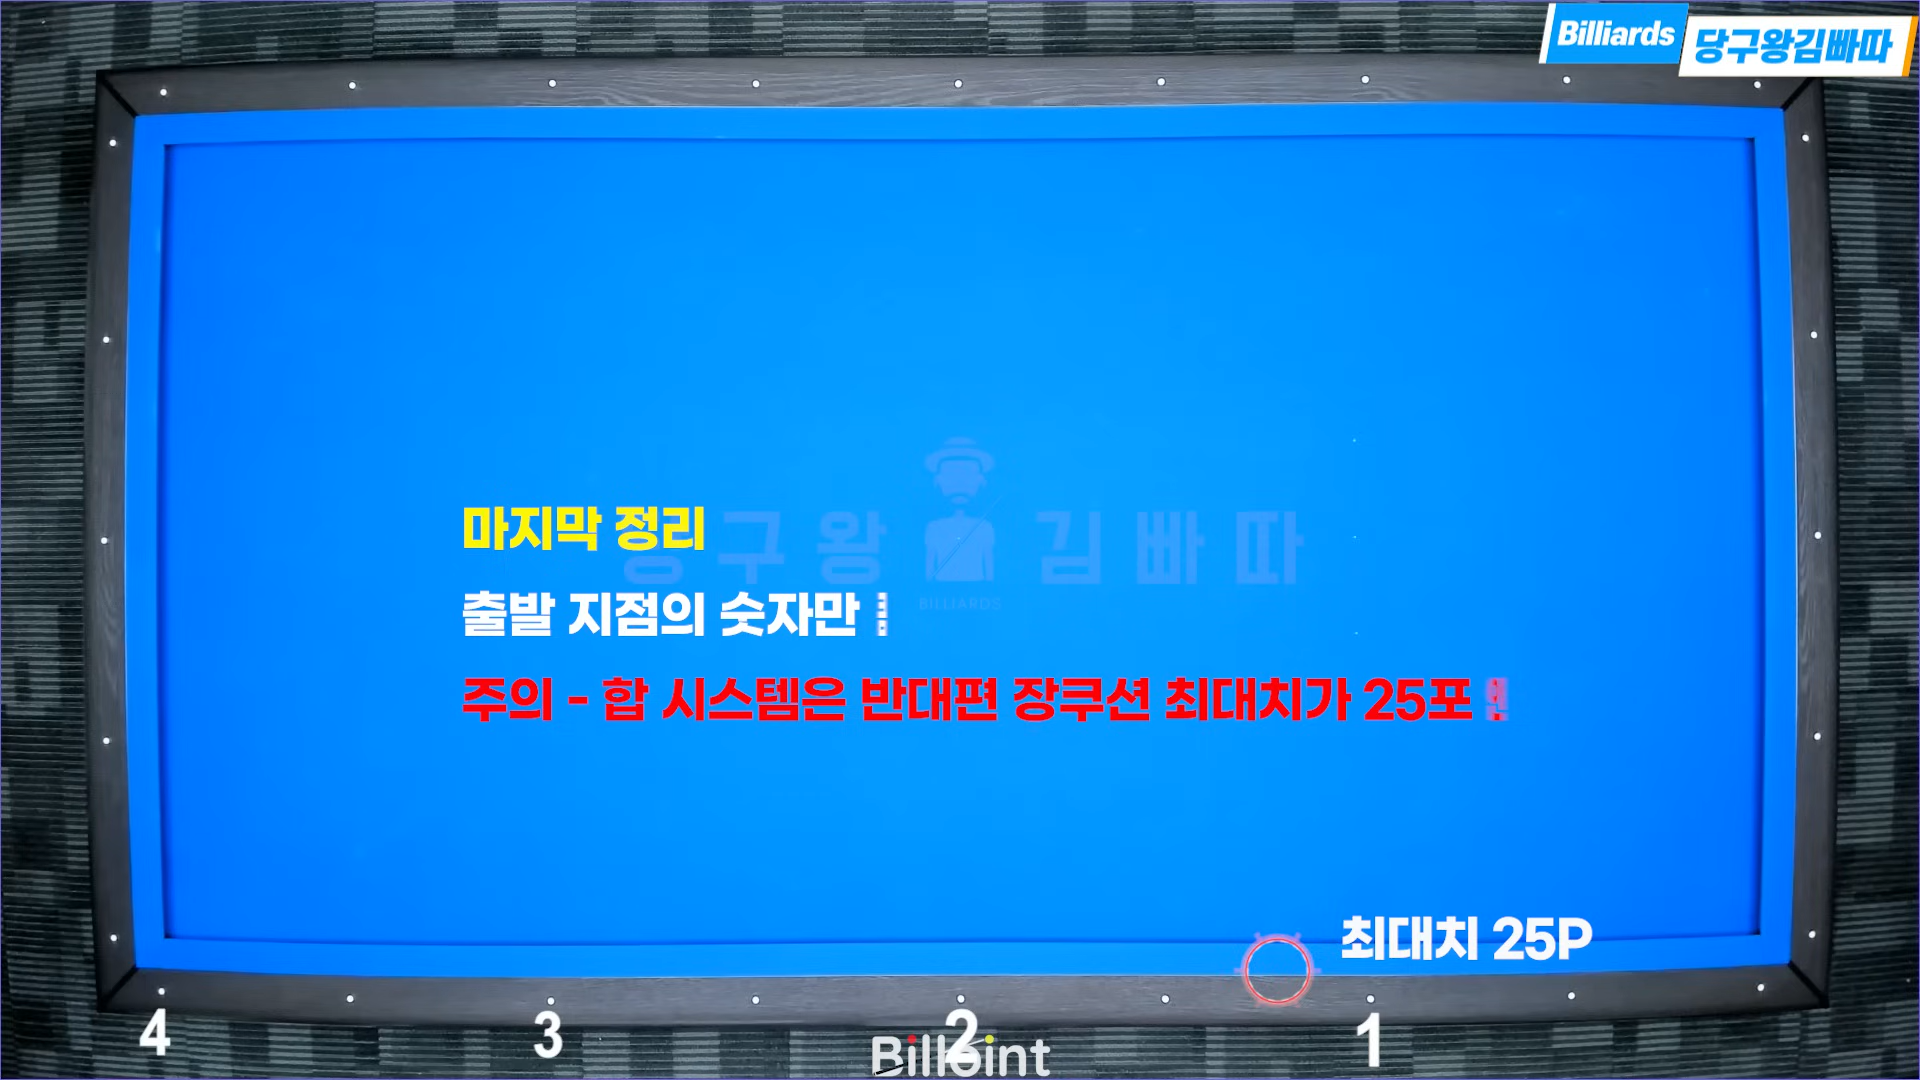 Billiards
당구왕김빠따
당구왕 김빠따
BILLIARDS
마지막 정리
출발 지점의 숫자만
주의 - 합 시스템은 반대편 장쿠션 최대치가 25포
최대치 25P
4 3 2 1
Billoint